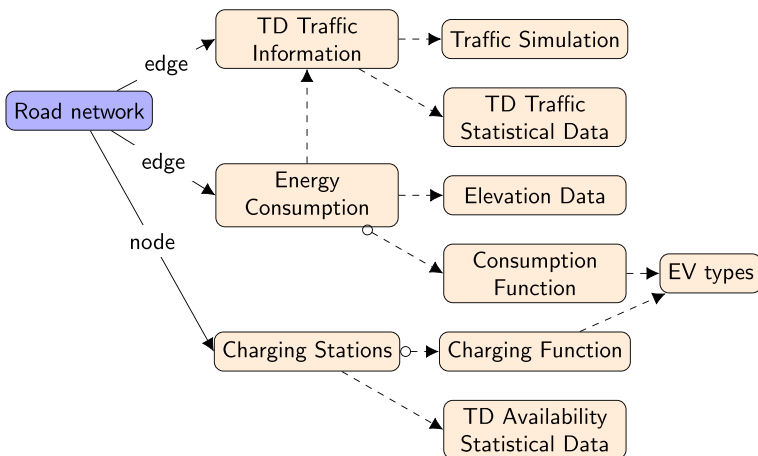 TD Traffic
Information
Traffic Simulation
edge
Road network
TD Traffic
Statistical Data
edge
Energy
Consumption
Elevation Data
node
Consumption
Function
EV types
Charging Stations
Charging Function
TD Availability
Statistical Data